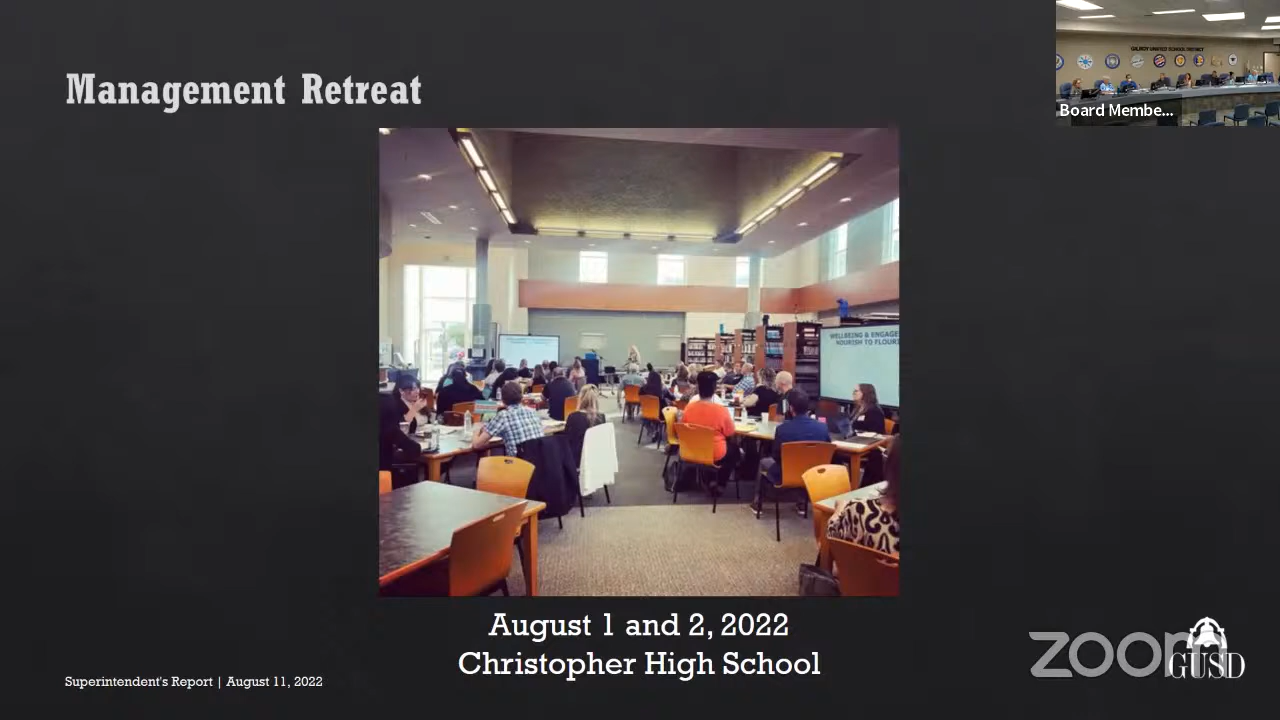 Management Retreat
GILROY UNIFIED SCHOOL DISTRICT
Board Membe...
WELLBEING & ENGAGE
NOURISH TO FLOURI
August 1 and 2, 2022
Christopher High School
Superintendent's Report | August 11, 2022
zoom
GUSD